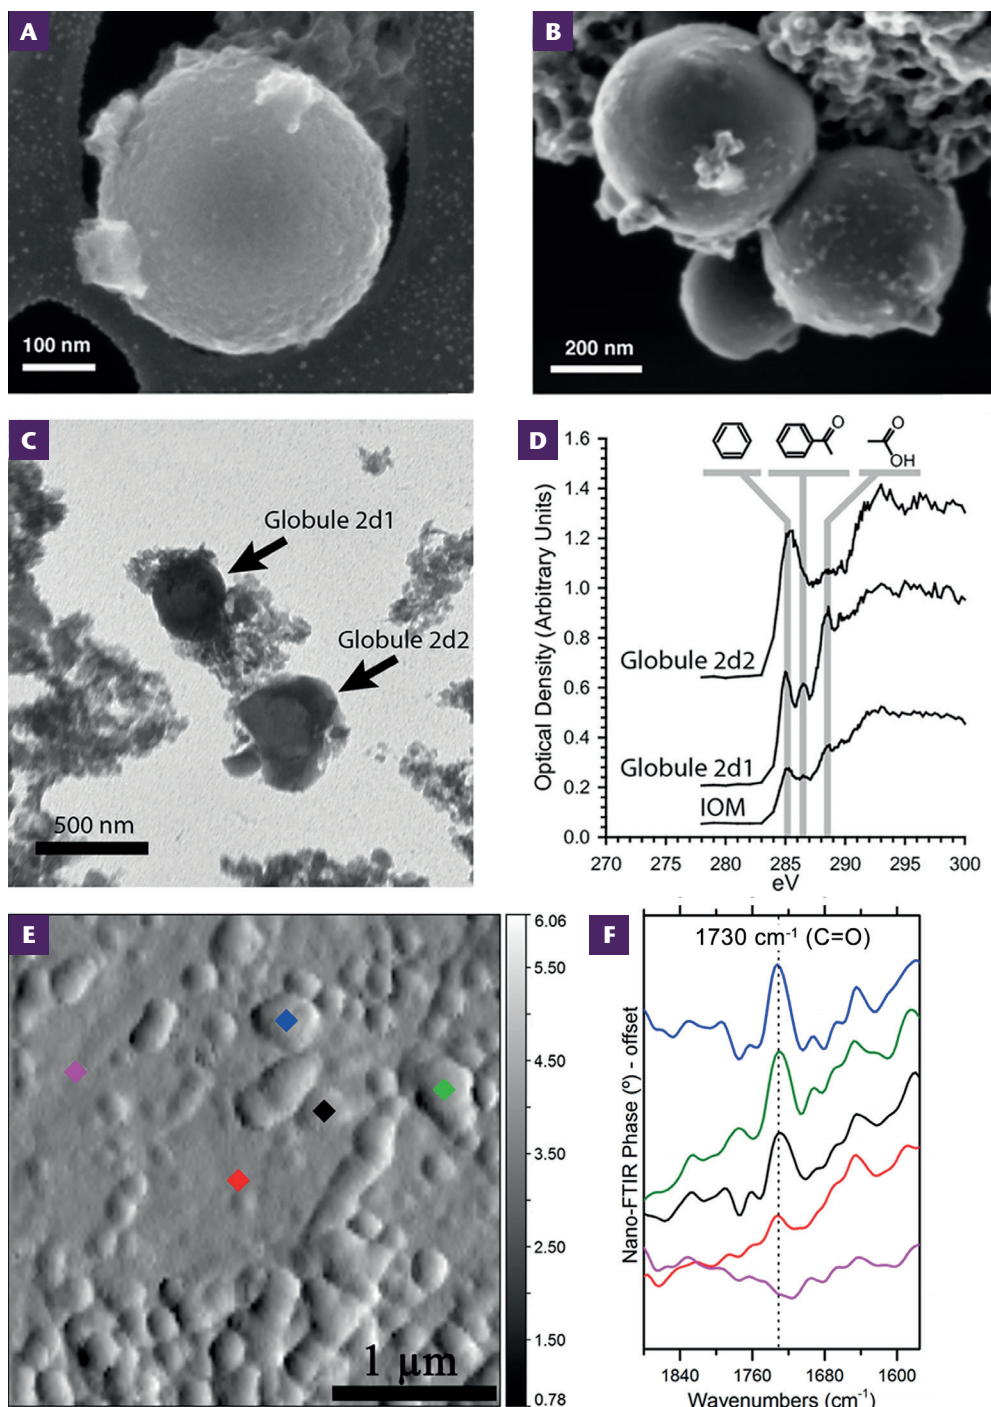 A
100 nm
B
200 nm
C
Globule 2d1
Globule 2d2
500 nm
D
O
OH
Optical Density (Arbitrary Units)
1.6
1.4
1.2
1.0
0.8
0.6
0.4
0.2
0.0
Globule 2d2
Globule 2d1
IOM
270 275 280 285 290 295 300
eV
E
6.06
5.50
4.50
3.50
2.50
1.50
0.78
1 μm
F
1730 cm-1 (C=O)
Nano-FTIR Phase (º) - offset
1840 1760 1680 1600
Wavenumbers (cm-1)